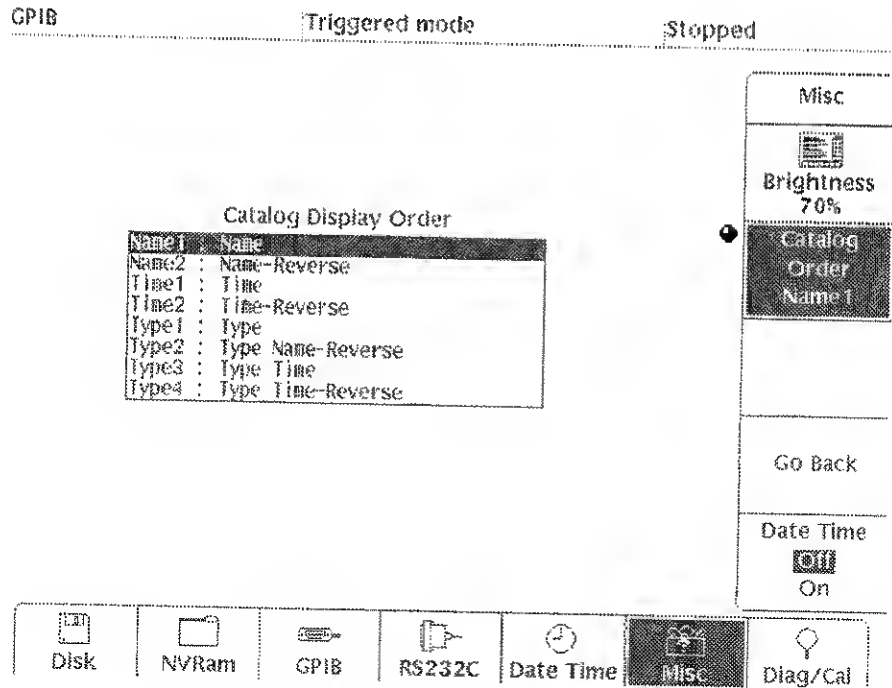 GPIB Triggered mode Stopped
Misc
Brightness
70%
Catalog
Order
Name1
Catalog Display Order
Name1 : Name
Name2 : Name-Reverse
Time1 : Time
Time2 : Time-Reverse
Type1 : Type
Type2 : Type Name-Reverse
Type3 : Type Time
Type4 : Type Time-Reverse
Go Back
Date Time
Off
On
Disk NVRam GPIB RS232C Date Time Misc Diag/Cal